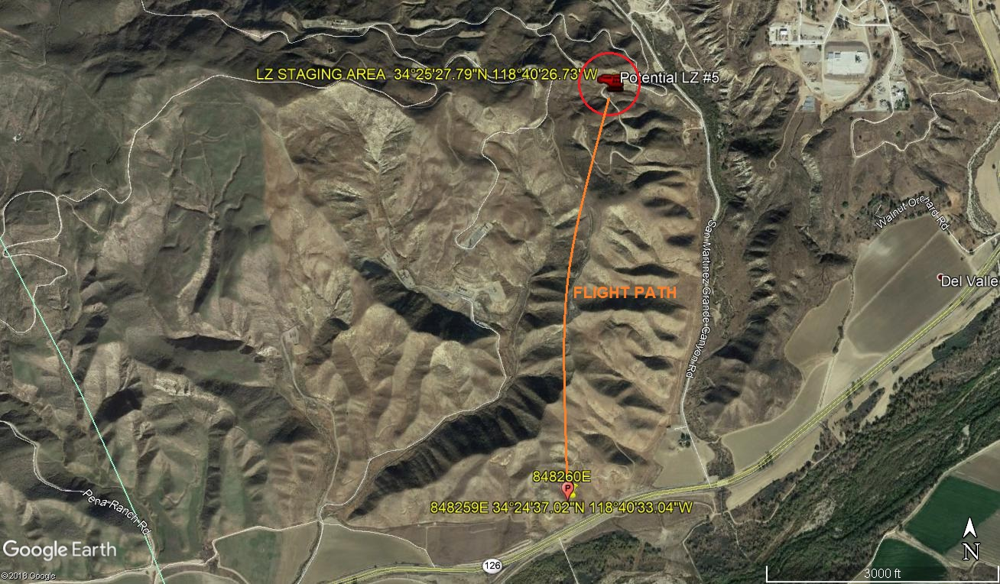 LZ STAGING AREA 34°25'27.79"N 118°40'26.73"W
Potential LZ #5
Walnut Orchard Rd
San Martinez Grande Canyon Rd
Del Valle
FLIGHT PATH
848260E
P
848259E 34°24'37.02"N 118°40'33.04"W
Pena Ranch Rd
N
Google Earth
126
3000 ft
©2018 Google